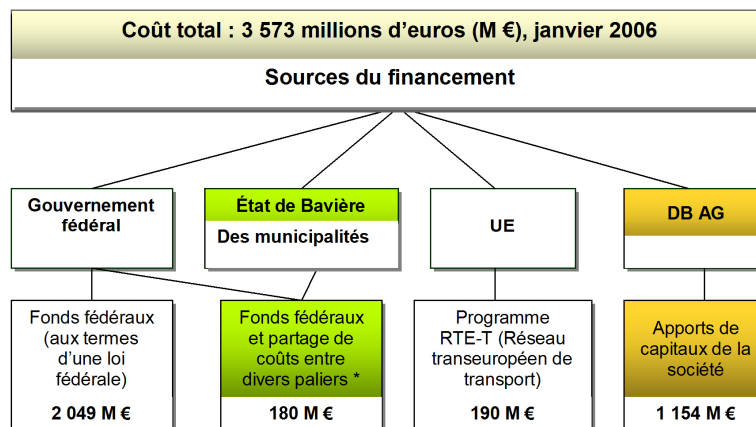 Coût total : 3 573 millions d’euros (M €), janvier 2006
Sources du financement
Gouvernement
fédéral
État de Bavière
Des municipalités
UE
DB AG
Fonds fédéraux
(aux termes
d’une loi
fédérale)
2 049 M €
Fonds fédéraux
et partage de
coûts entre
divers paliers *
180 M €
Programme
RTE-T (Réseau
transeuropéen de
transport)
190 M €
Apports de
capitaux de la
société
1 154 M €